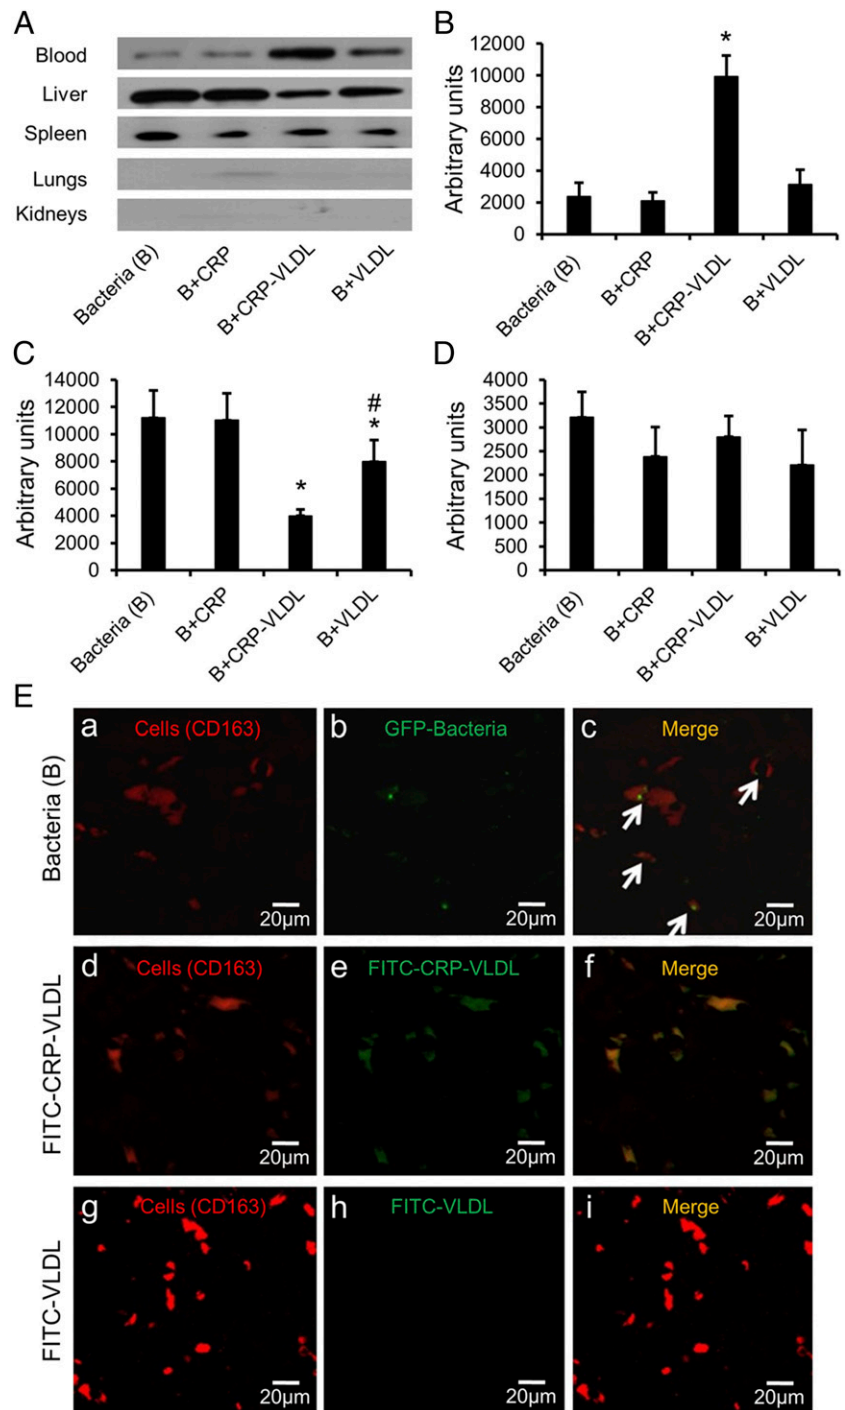 A
Blood
Liver
Spleen
Lungs
Kidneys
Bacteria (B)
B+CRP
B+CRP-VLDL
B+VLDL
B
Arbitrary units
12000
10000
8000
6000
4000
2000
0
*
Bacteria (B)
B+CRP
B+CRP-VLDL
B+VLDL
C
Arbitrary units
14000
12000
10000
8000
6000
4000
2000
0
*
#
*
Bacteria (B)
B+CRP
B+CRP-VLDL
B+VLDL
D
Arbitrary units
4000
3500
3000
2500
2000
1500
1000
500
0
Bacteria (B)
B+CRP
B+CRP-VLDL
B+VLDL
E
Bacteria (B)
a Cells (CD163)
20µm
b GFP-Bacteria
20µm
c Merge
20µm
FITC-CRP-VLDL
d Cells (CD163)
20µm
e FITC-CRP-VLDL
20µm
f Merge
20µm
FITC-VLDL
g Cells (CD163)
20µm
h FITC-VLDL
20µm
i Merge
20µm